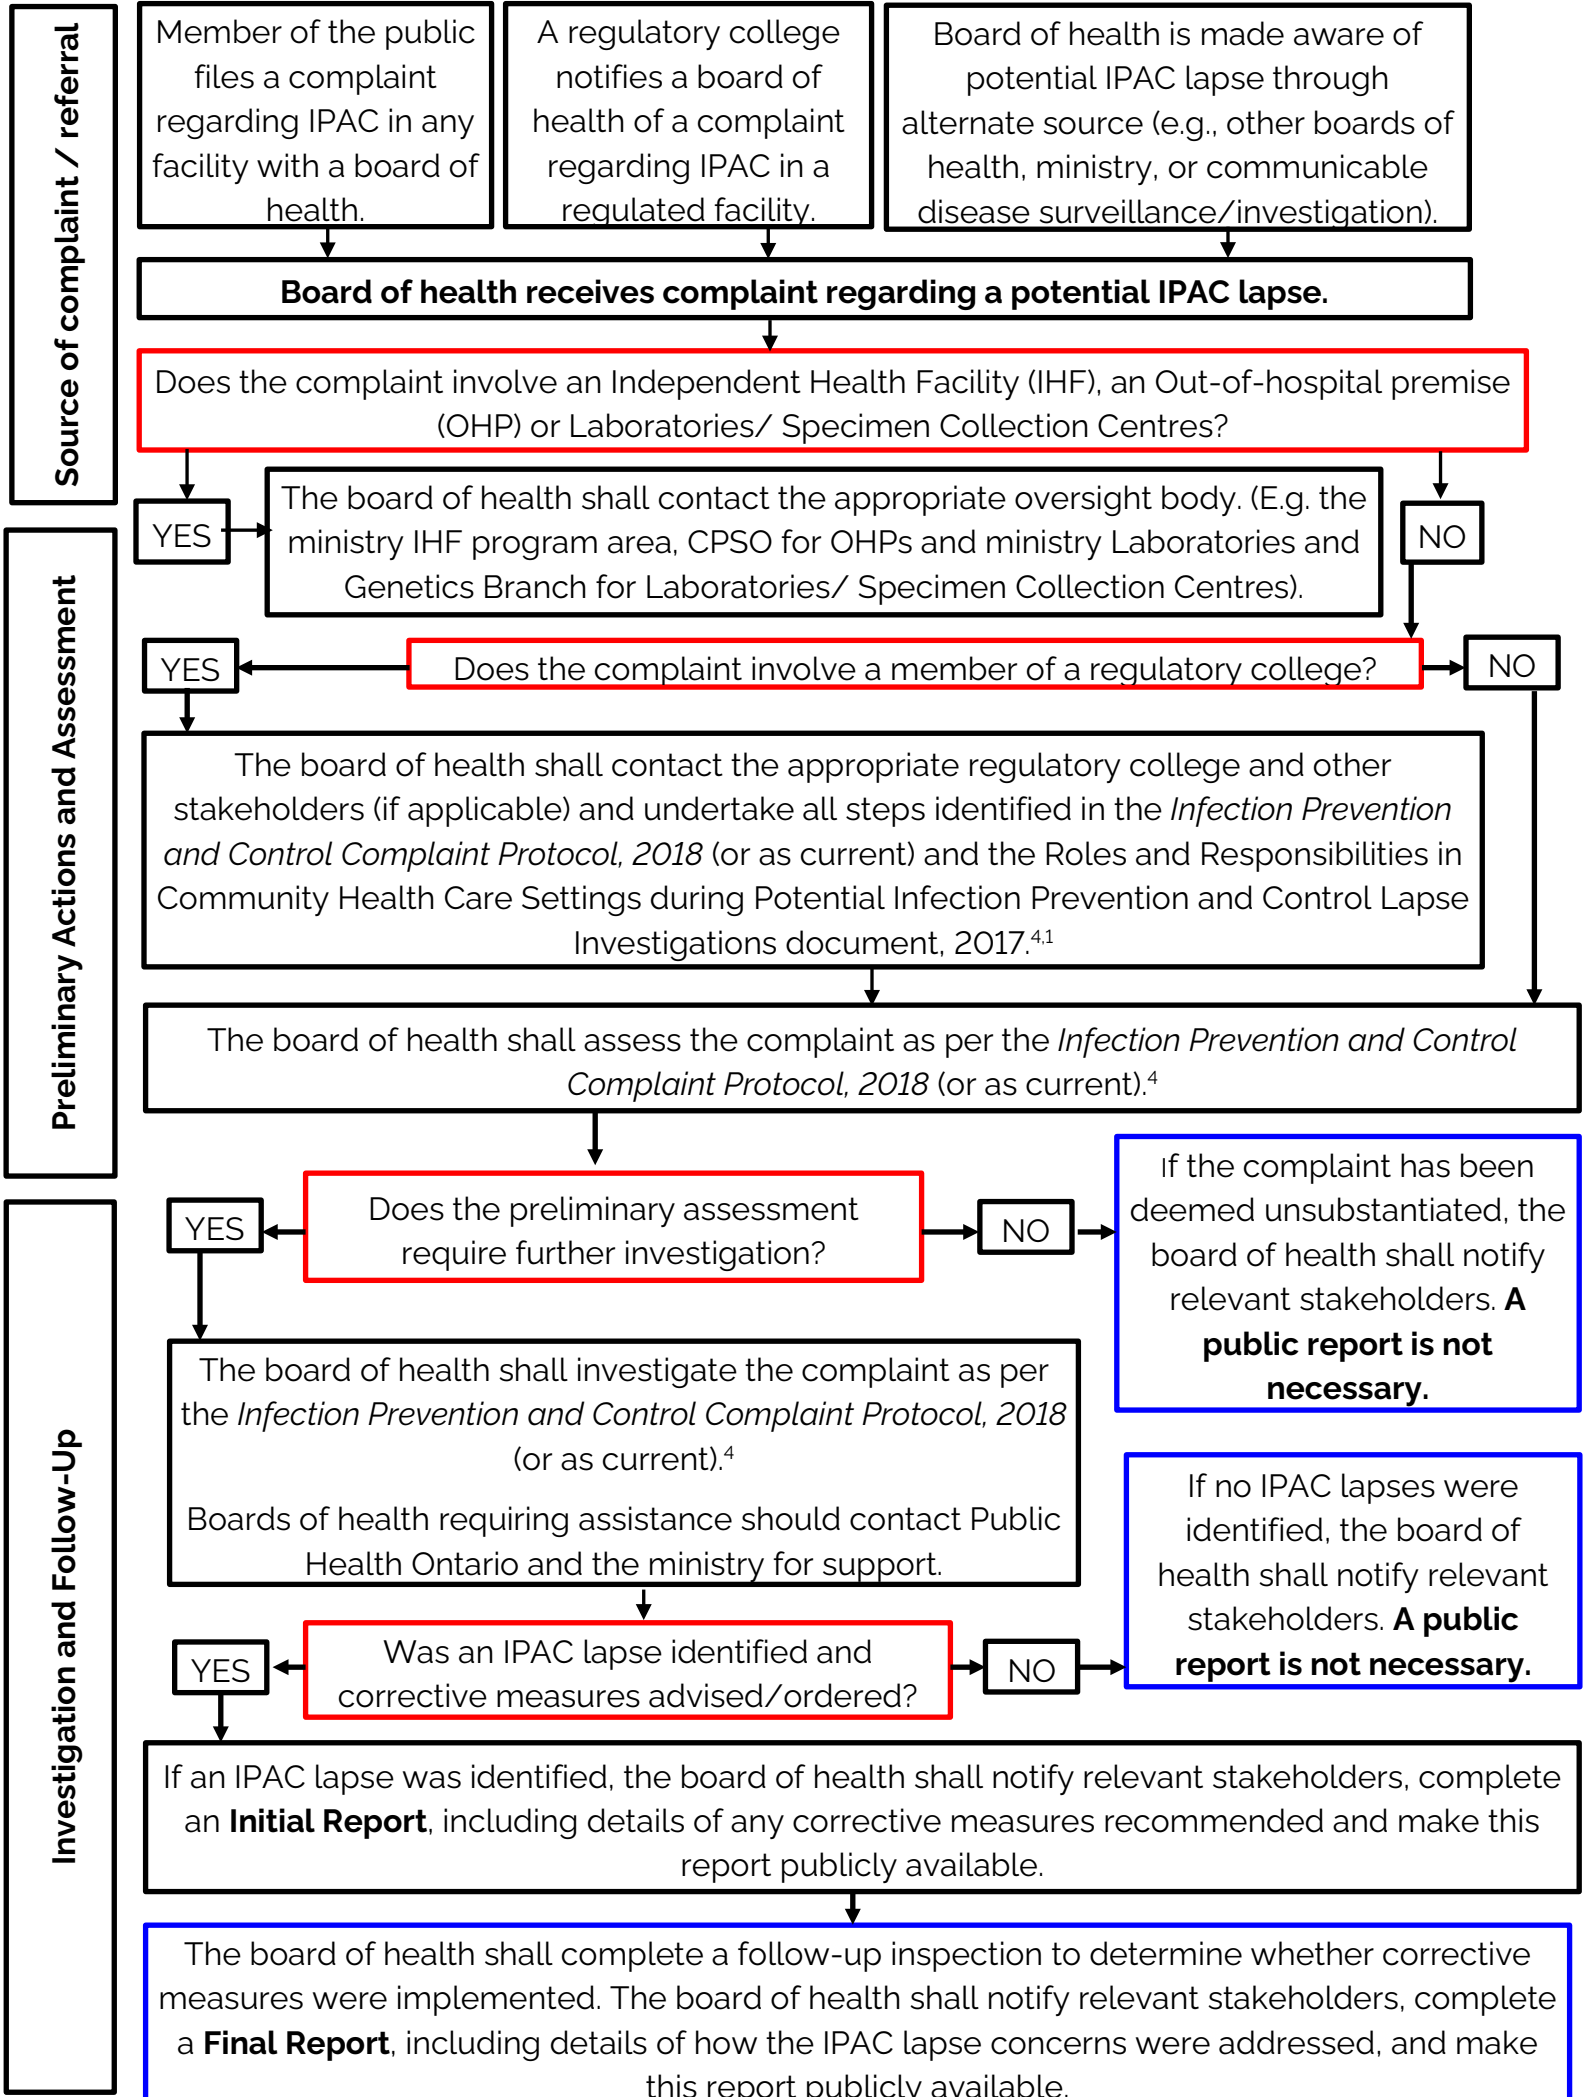 Source of complaint / referral
Member of the public
files a complaint
regarding IPAC in any
facility with a board of
health.
A regulatory college
notifies a board of
health of a complaint
regarding IPAC in a
regulated facility.
Board of health is made aware of
potential IPAC lapse through
alternate source (e.g., other boards of
health, ministry, or communicable
disease surveillance/investigation).
Board of health receives complaint regarding a potential IPAC lapse.
Does the complaint involve an Independent Health Facility (IHF), an Out-of-hospital premise
(OHP) or Laboratories/ Specimen Collection Centres?
YES
The board of health shall contact the appropriate oversight body. (E.g. the
ministry IHF program area, CPSO for OHPs and ministry Laboratories and
Genetics Branch for Laboratories/ Specimen Collection Centres).
NO
Preliminary Actions and Assessment
YES
Does the complaint involve a member of a regulatory college?
NO
The board of health shall contact the appropriate regulatory college and other
stakeholders (if applicable) and undertake all steps identified in the Infection Prevention
and Control Complaint Protocol, 2018 (or as current) and the Roles and Responsibilities in
Community Health Care Settings during Potential Infection Prevention and Control Lapse
Investigations document, 2017.4,1
The board of health shall assess the complaint as per the Infection Prevention and Control
Complaint Protocol, 2018 (or as current).4
Investigation and Follow-Up
YES
Does the preliminary assessment
require further investigation?
NO
If the complaint has been
deemed unsubstantiated, the
board of health shall notify
relevant stakeholders. A
public report is not
necessary.
The board of health shall investigate the complaint as per
the Infection Prevention and Control Complaint Protocol, 2018
(or as current).4
Boards of health requiring assistance should contact Public
Health Ontario and the ministry for support.
If no IPAC lapses were
identified, the board of
health shall notify relevant
stakeholders. A public
report is not necessary.
YES
Was an IPAC lapse identified and
corrective measures advised/ordered?
NO
If an IPAC lapse was identified, the board of health shall notify relevant stakeholders, complete
an Initial Report, including details of any corrective measures recommended and make this
report publicly available.
The board of health shall complete a follow-up inspection to determine whether corrective
measures were implemented. The board of health shall notify relevant stakeholders, complete
a Final Report, including details of how the IPAC lapse concerns were addressed, and make
this report publicly available.